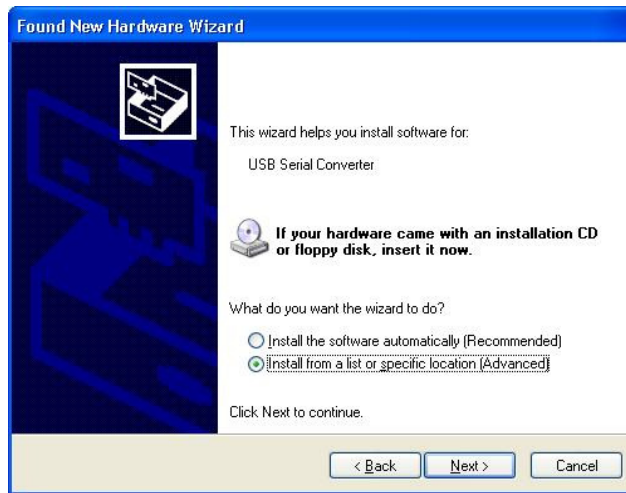 Found New Hardware Wizard
This wizard helps you install software for:
USB Serial Converter
If your hardware came with an installation CD
or floppy disk, insert it now.
What do you want the wizard to do?
Install the software automatically (Recommended)
Install from a list or specific location (Advanced)
Click Next to continue.
< Back Next > Cancel